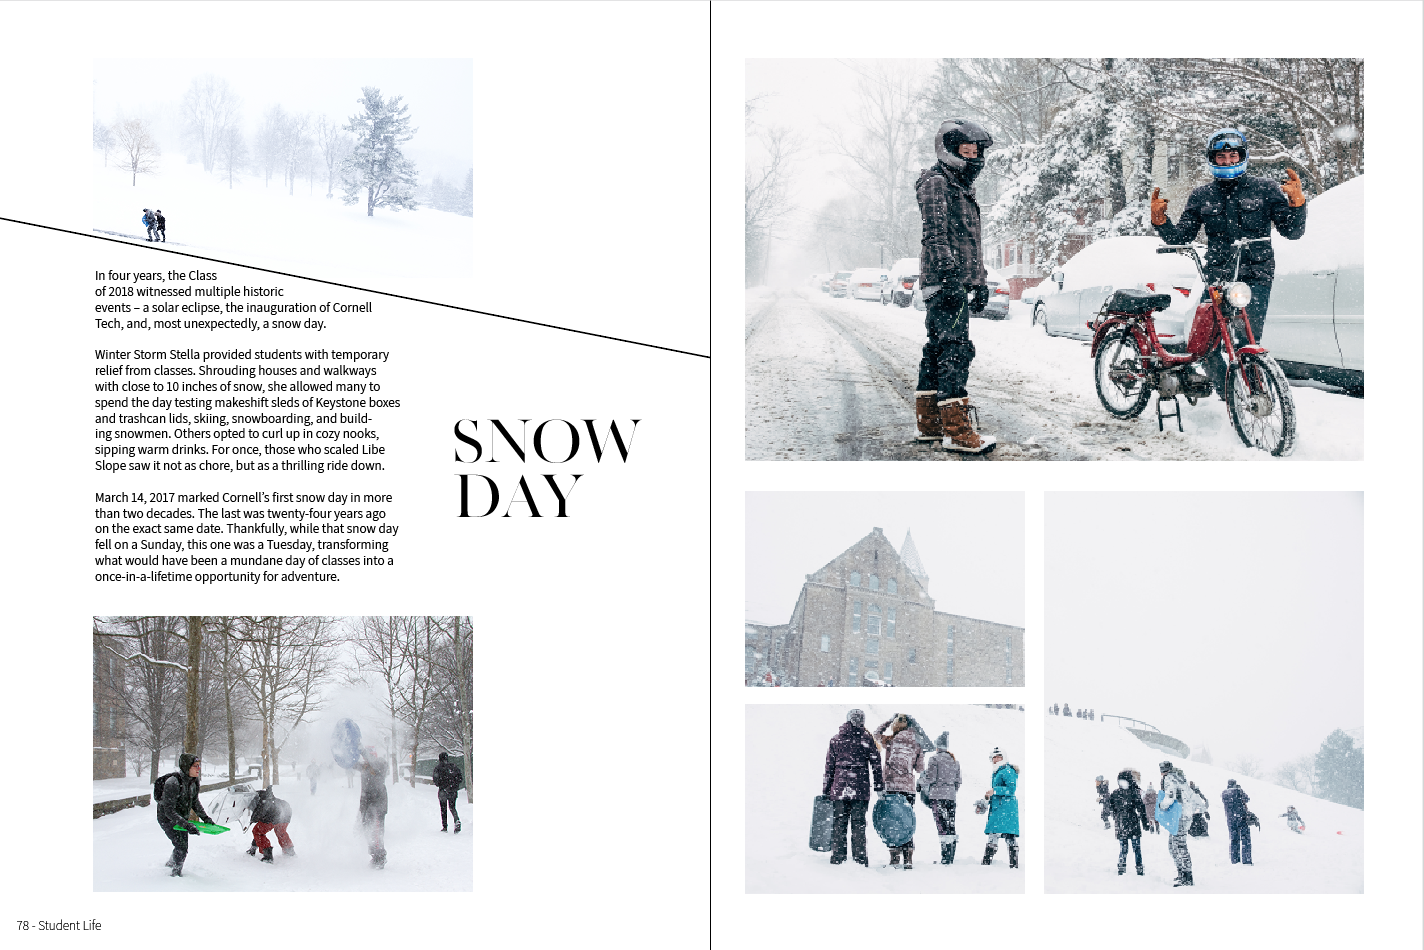 In four years, the Class
of 2018 witnessed multiple historic
events – a solar eclipse, the inauguration of Cornell
Tech, and, most unexpectedly, a snow day.
Winter Storm Stella provided students with temporary
relief from classes. Shrouding houses and walkways
with close to 10 inches of snow, she allowed many to
spend the day testing makeshift sleds of Keystone boxes
and trashcan lids, skiing, snowboarding, and build-
ing snowmen. Others opted to curl up in cozy nooks,
sipping warm drinks. For once, those who scaled Libe
Slope saw it not as chore, but as a thrilling ride down.
March 14, 2017 marked Cornell's first snow day in more
than two decades. The last was twenty-four years ago
on the exact same date. Thankfully, while that snow day
fell on a Sunday, this one was a Tuesday, transforming
what would have been a mundane day of classes into a
once-in-a-lifetime opportunity for adventure.
SNOW
DAY
78 - Student Life